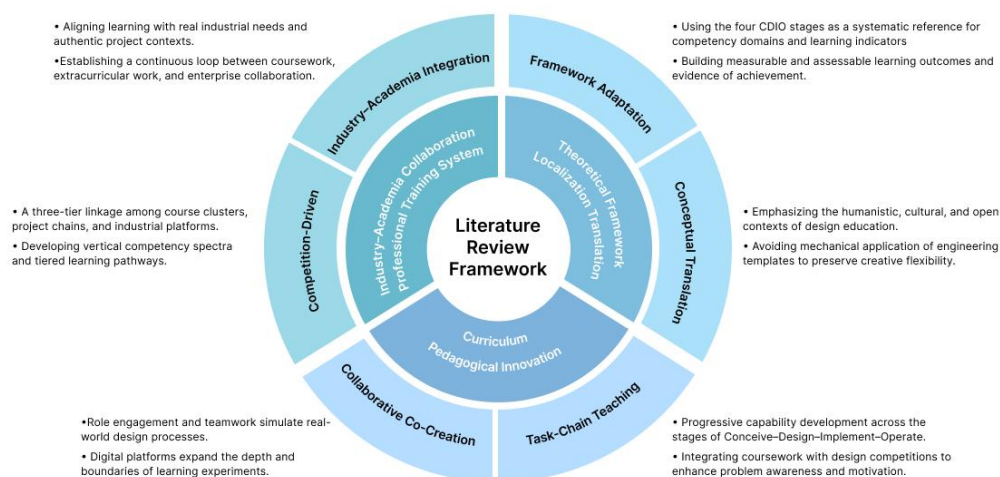 • Aligning learning with real industrial needs and
authentic project contexts.
•Establishing a continuous loop between coursework,
extracurricular work, and enterprise collaboration.
• Using the four CDIO stages as a systematic reference for
competency domains and learning indicators
• Building measurable and assessable learning outcomes and
evidence of achievement.
Industry–Academia Integration
Framework Adaptation
Industry–Academia Collaboration
Professional Training System
Theoretical Framework
Localization Translation
Competition-Driven
Conceptual Translation
Literature
Review
Framework
• A three-tier linkage among course clusters,
project chains, and industrial platforms.
• Developing vertical competency spectra
and tiered learning pathways.
• Emphasizing the humanistic, cultural, and open
contexts of design education.
• Avoiding mechanical application of engineering
templates to preserve creative flexibility.
Curriculum
Pedagogical Innovation
Collaborative Co-Creation
Task-Chain Teaching
•Role engagement and teamwork simulate real-
world design processes.
• Digital platforms expand the depth and
boundaries of learning experiments.
• Progressive capability development across the
stages of Conceive–Design–Implement–Operate.
• Integrating coursework with design competitions to
enhance problem awareness and motivation.